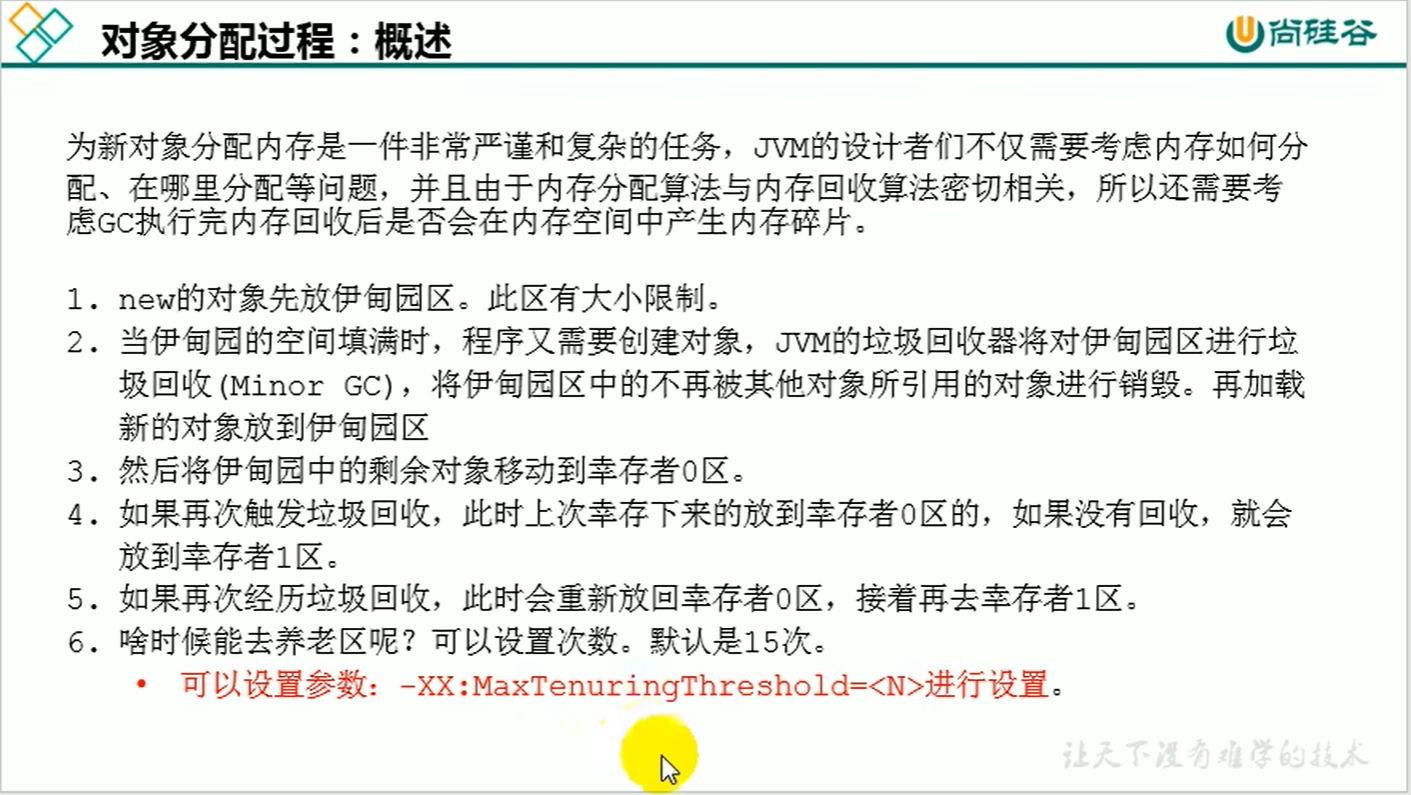 对象分配过程：概述
尚硅谷
为新对象分配内存是一件非常严谨和复杂的任务，JVM的设计者们不仅需要考虑内存如何分
配、在哪里分配等问题，并且由于内存分配算法与内存回收算法密切相关，所以还需要考
虑GC执行完内存回收后是否会在内存空间中产生内存碎片。
1. new的对象先放伊甸园区。此区有大小限制。
2. 当伊甸园的空间填满时，程序又需要创建对象，JVM的垃圾回收器将对伊甸园区进行垃
圾回收(Minor GC)，将伊甸园区中的不再被其他对象所引用的对象进行销毁。再加载
新的对象放到伊甸园区
3. 然后将伊甸园中的剩余对象移动到幸存者0区。
4. 如果再次触发垃圾回收，此时上次幸存下来的放到幸存者0区的，如果没有回收，就会
放到幸存者1区。
5. 如果再次经历垃圾回收，此时会重新放回幸存者0区，接着再去幸存者1区。
6. 啥时候能去养老区呢？可以设置次数。默认是15次。
• 可以设置参数：-XX:MaxTenuringThreshold=<N>进行设置。
让天下没有难学的技术